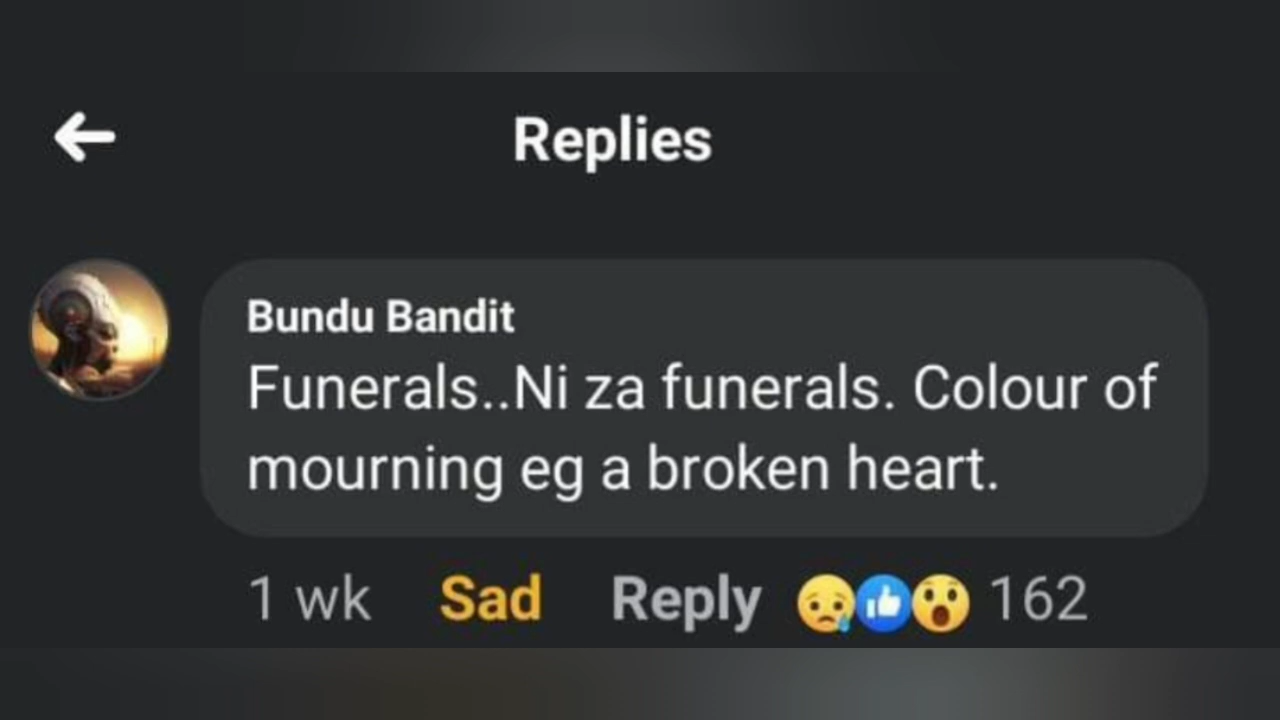 Replies
Bundu Bandit
Funerals..Ni za funerals. Colour of
mourning eg a broken heart.
1 wk Sad Reply 162